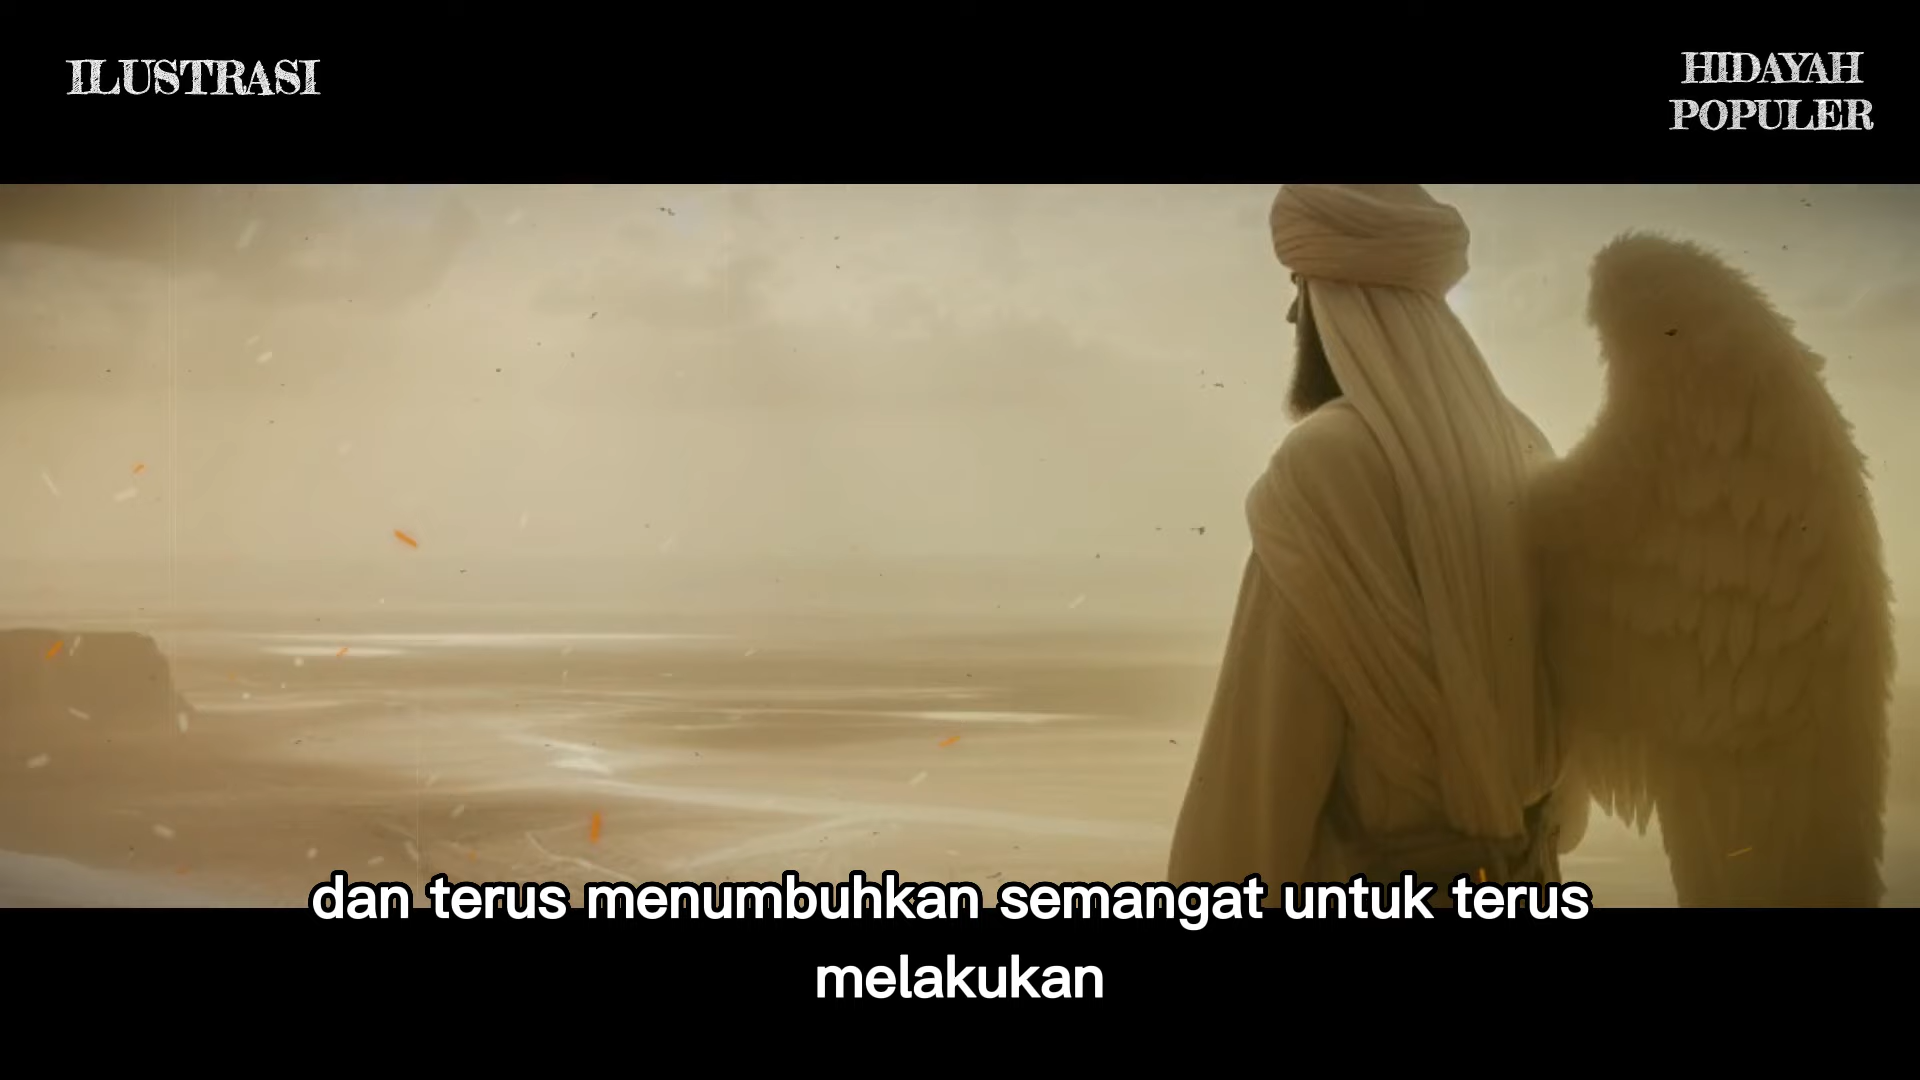 ILUSTRASI
HIDAYAH
POPULER
dan terus menumbuhkan semangat untuk terus
melakukan